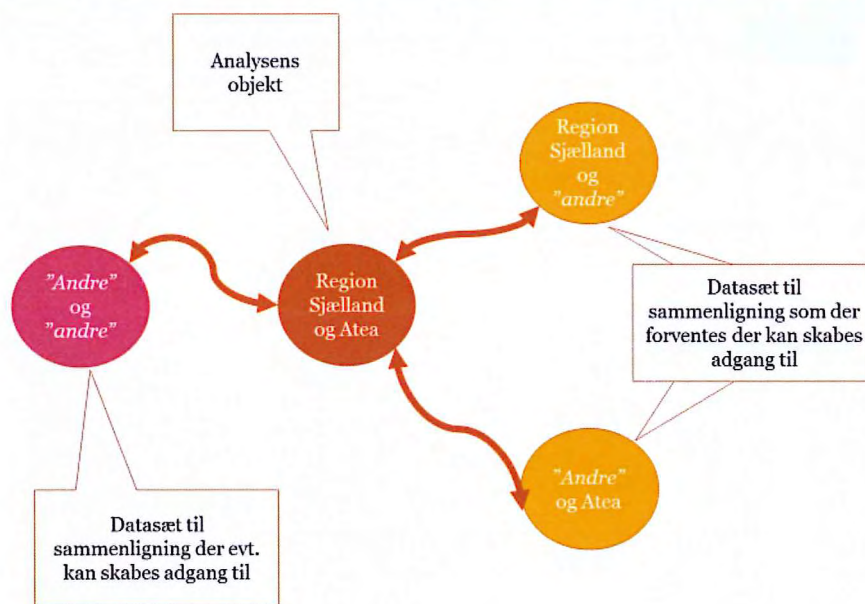 Analysens
objekt
Region
Sjælland
og
"andre"
"Andre"
og
"andre"
Region
Sjælland
og Atea
Datasæt til
sammenligning som der
forventes der kan skabes
adgang til
"Andre"
og Atea
Datasæt til
sammenligning der evt.
kan skabes adgang til